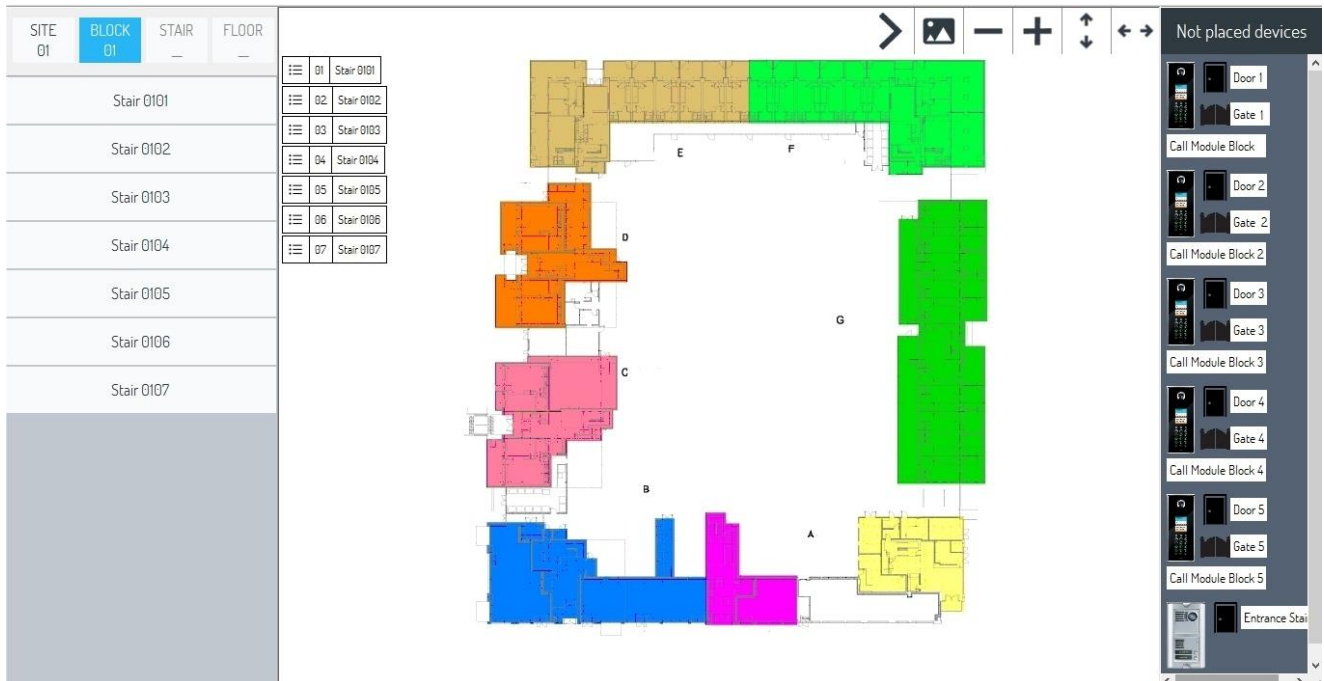 SITE BLOCK STAIR FLOOR
01 01 __ __
Stair 0101
Stair 0102
Stair 0103
Stair 0104
Stair 0105
Stair 0106
Stair 0107
01 Stair 0101
02 Stair 0102
03 Stair 0103
04 Stair 0104
05 Stair 0105
06 Stair 0106
07 Stair 0107
E F
D
G
C
B
A
Not placed devices
Door 1
Gate 1
Call Module Block
Door 2
Gate 2
Call Module Block 2
Door 3
Gate 3
Call Module Block 3
Door 4
Gate 4
Call Module Block 4
Door 5
Gate 5
Call Module Block 5
Entrance Stai